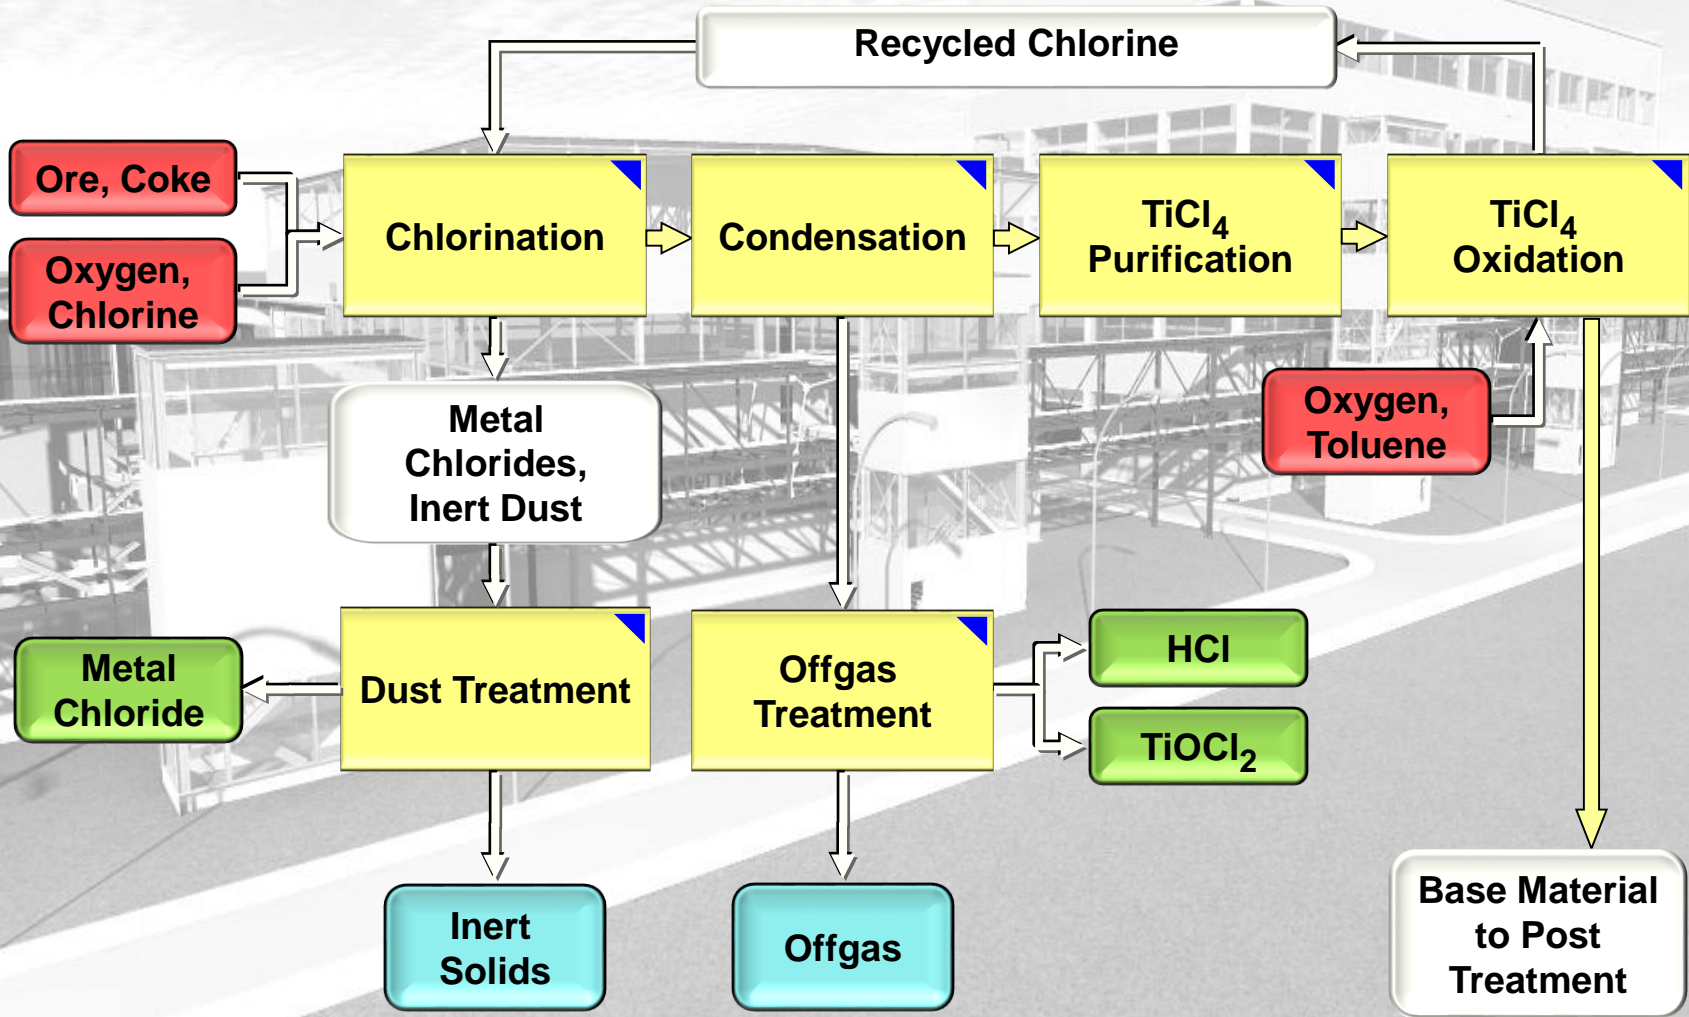 Recycled Chlorine
Ore, Coke
Oxygen,
Chlorine
Chlorination
Condensation
TiCl₄
Purification
TiCl₄
Oxidation
Metal
Chlorides,
Inert Dust
Oxygen,
Toluene
Metal
Chloride
Dust Treatment
Offgas
Treatment
HCl
TiOCl₂
Inert
Solids
Offgas
Base Material
to Post
Treatment